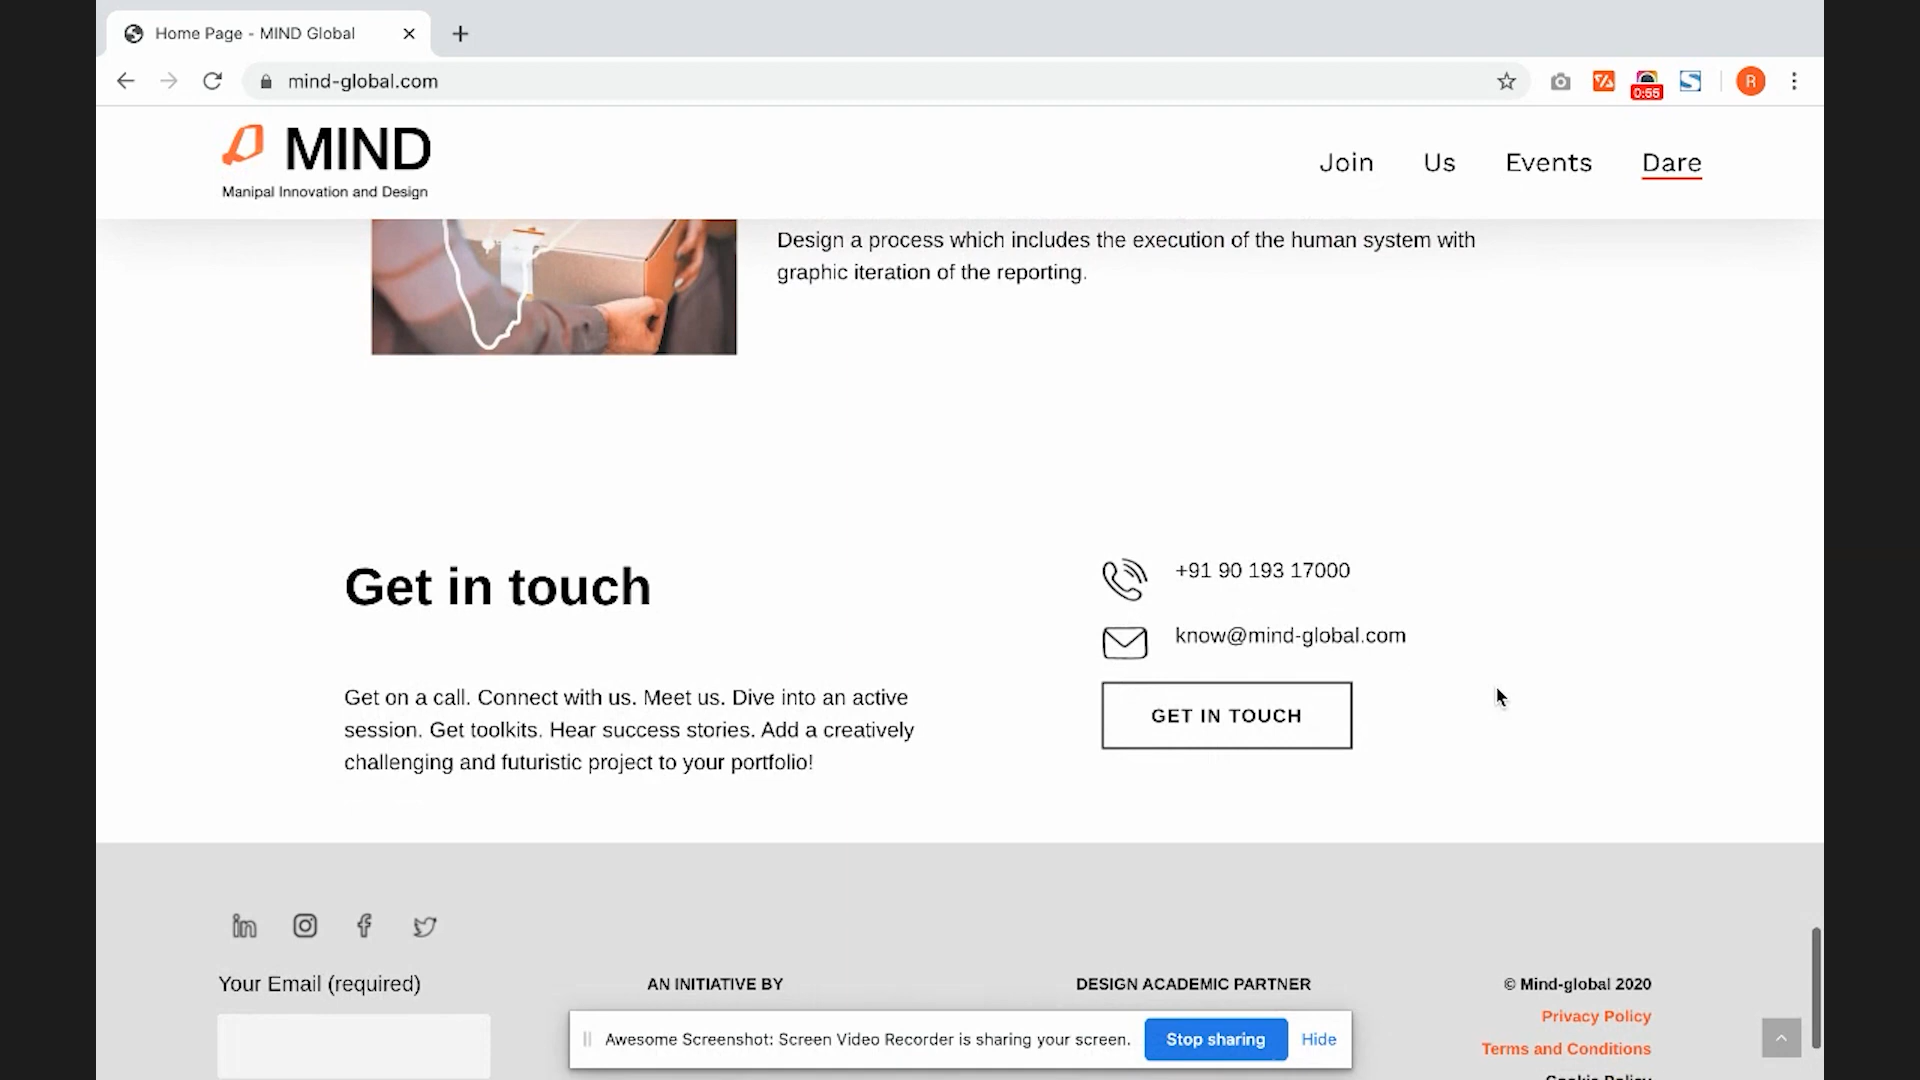 Home Page - MIND Global
mind-global.com
0:55
R
MIND
Manipal Innovation and Design
Join Us Events Dare
Design a process which includes the execution of the human system with
graphic iteration of the reporting.
Get in touch
Get on a call. Connect with us. Meet us. Dive into an active
session. Get toolkits. Hear success stories. Add a creatively
challenging and futuristic project to your portfolio!
+91 90 193 17000
know@mind-global.com
GET IN TOUCH
Your Email (required)
AN INITIATIVE BY
DESIGN ACADEMIC PARTNER
© Mind-global 2020
Privacy Policy
Terms and Conditions
Cookie Policy
Awesome Screenshot: Screen Video Recorder is sharing your screen. Stop sharing Hide